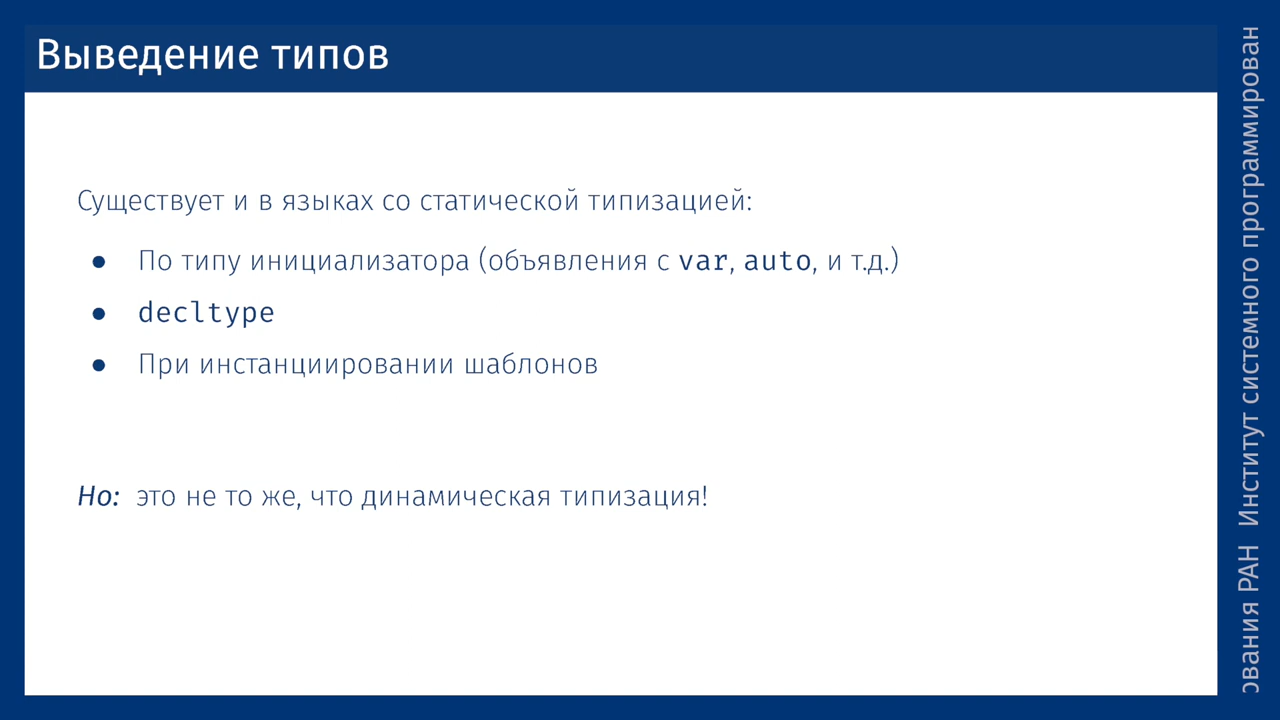 Выведение типов
Существует и в языках со статической типизацией:
● По типу инициализатора (объявления с var, auto, и т.д.)
● decltype
● При инстанциировании шаблонов
Но: это не то же, что динамическая типизация!
ования РАН Институт системного программирован